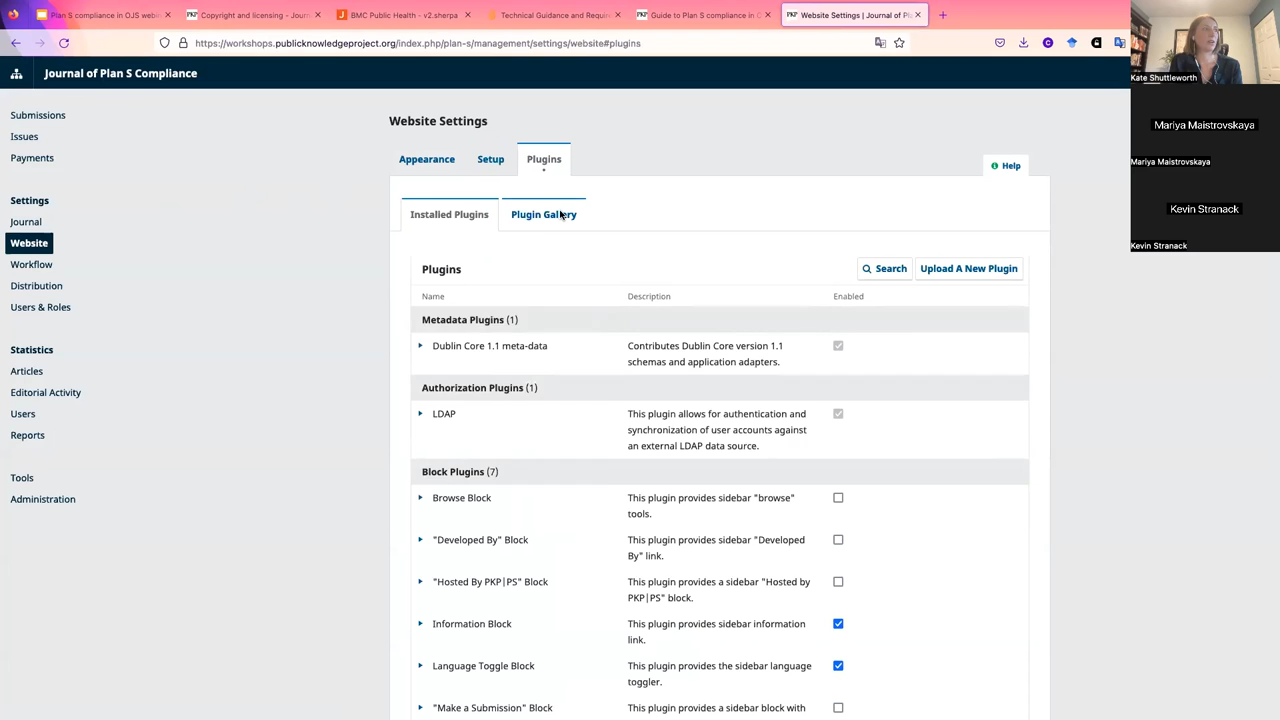 Plan S compliance in OJS webi
Copyright and licensing - Journ
BMC Public Health - v2.sherpa
Technical Guidance and Require
Guide to Plan S compliance in O
Website Settings | Journal of Pl
https://workshops.publicknowledgeproject.org/index.php/plan-s/management/settings/website#plugins
Kate Shuttleworth
Mariya Maistrovskaya
Mariya Maistrovskaya
Kevin Stranack
Kevin Stranack
Journal of Plan S Compliance
Submissions
Issues
Payments
Settings
Journal
Website
Workflow
Distribution
Users & Roles
Statistics
Articles
Editorial Activity
Users
Reports
Tools
Administration
Website Settings
Appearance
Setup
Plugins
Help
Installed Plugins
Plugin Gallery
Plugins
Search
Upload A New Plugin
Name
Description
Enabled
Metadata Plugins (1)
Dublin Core 1.1 meta-data
Contributes Dublin Core version 1.1
schemas and application adapters.
Authorization Plugins (1)
LDAP
This plugin allows for authentication and
synchronization of user accounts against
an external LDAP data source.
Block Plugins (7)
Browse Block
This plugin provides sidebar "browse"
tools.
"Developed By" Block
This plugin provides sidebar "Developed
By" link.
"Hosted By PKP|PS" Block
This plugin provides a sidebar "Hosted by
PKP|PS" block.
Information Block
This plugin provides sidebar information
link.
Language Toggle Block
This plugin provides the sidebar language
toggler.
"Make a Submission" Block
This plugin provides a sidebar block with